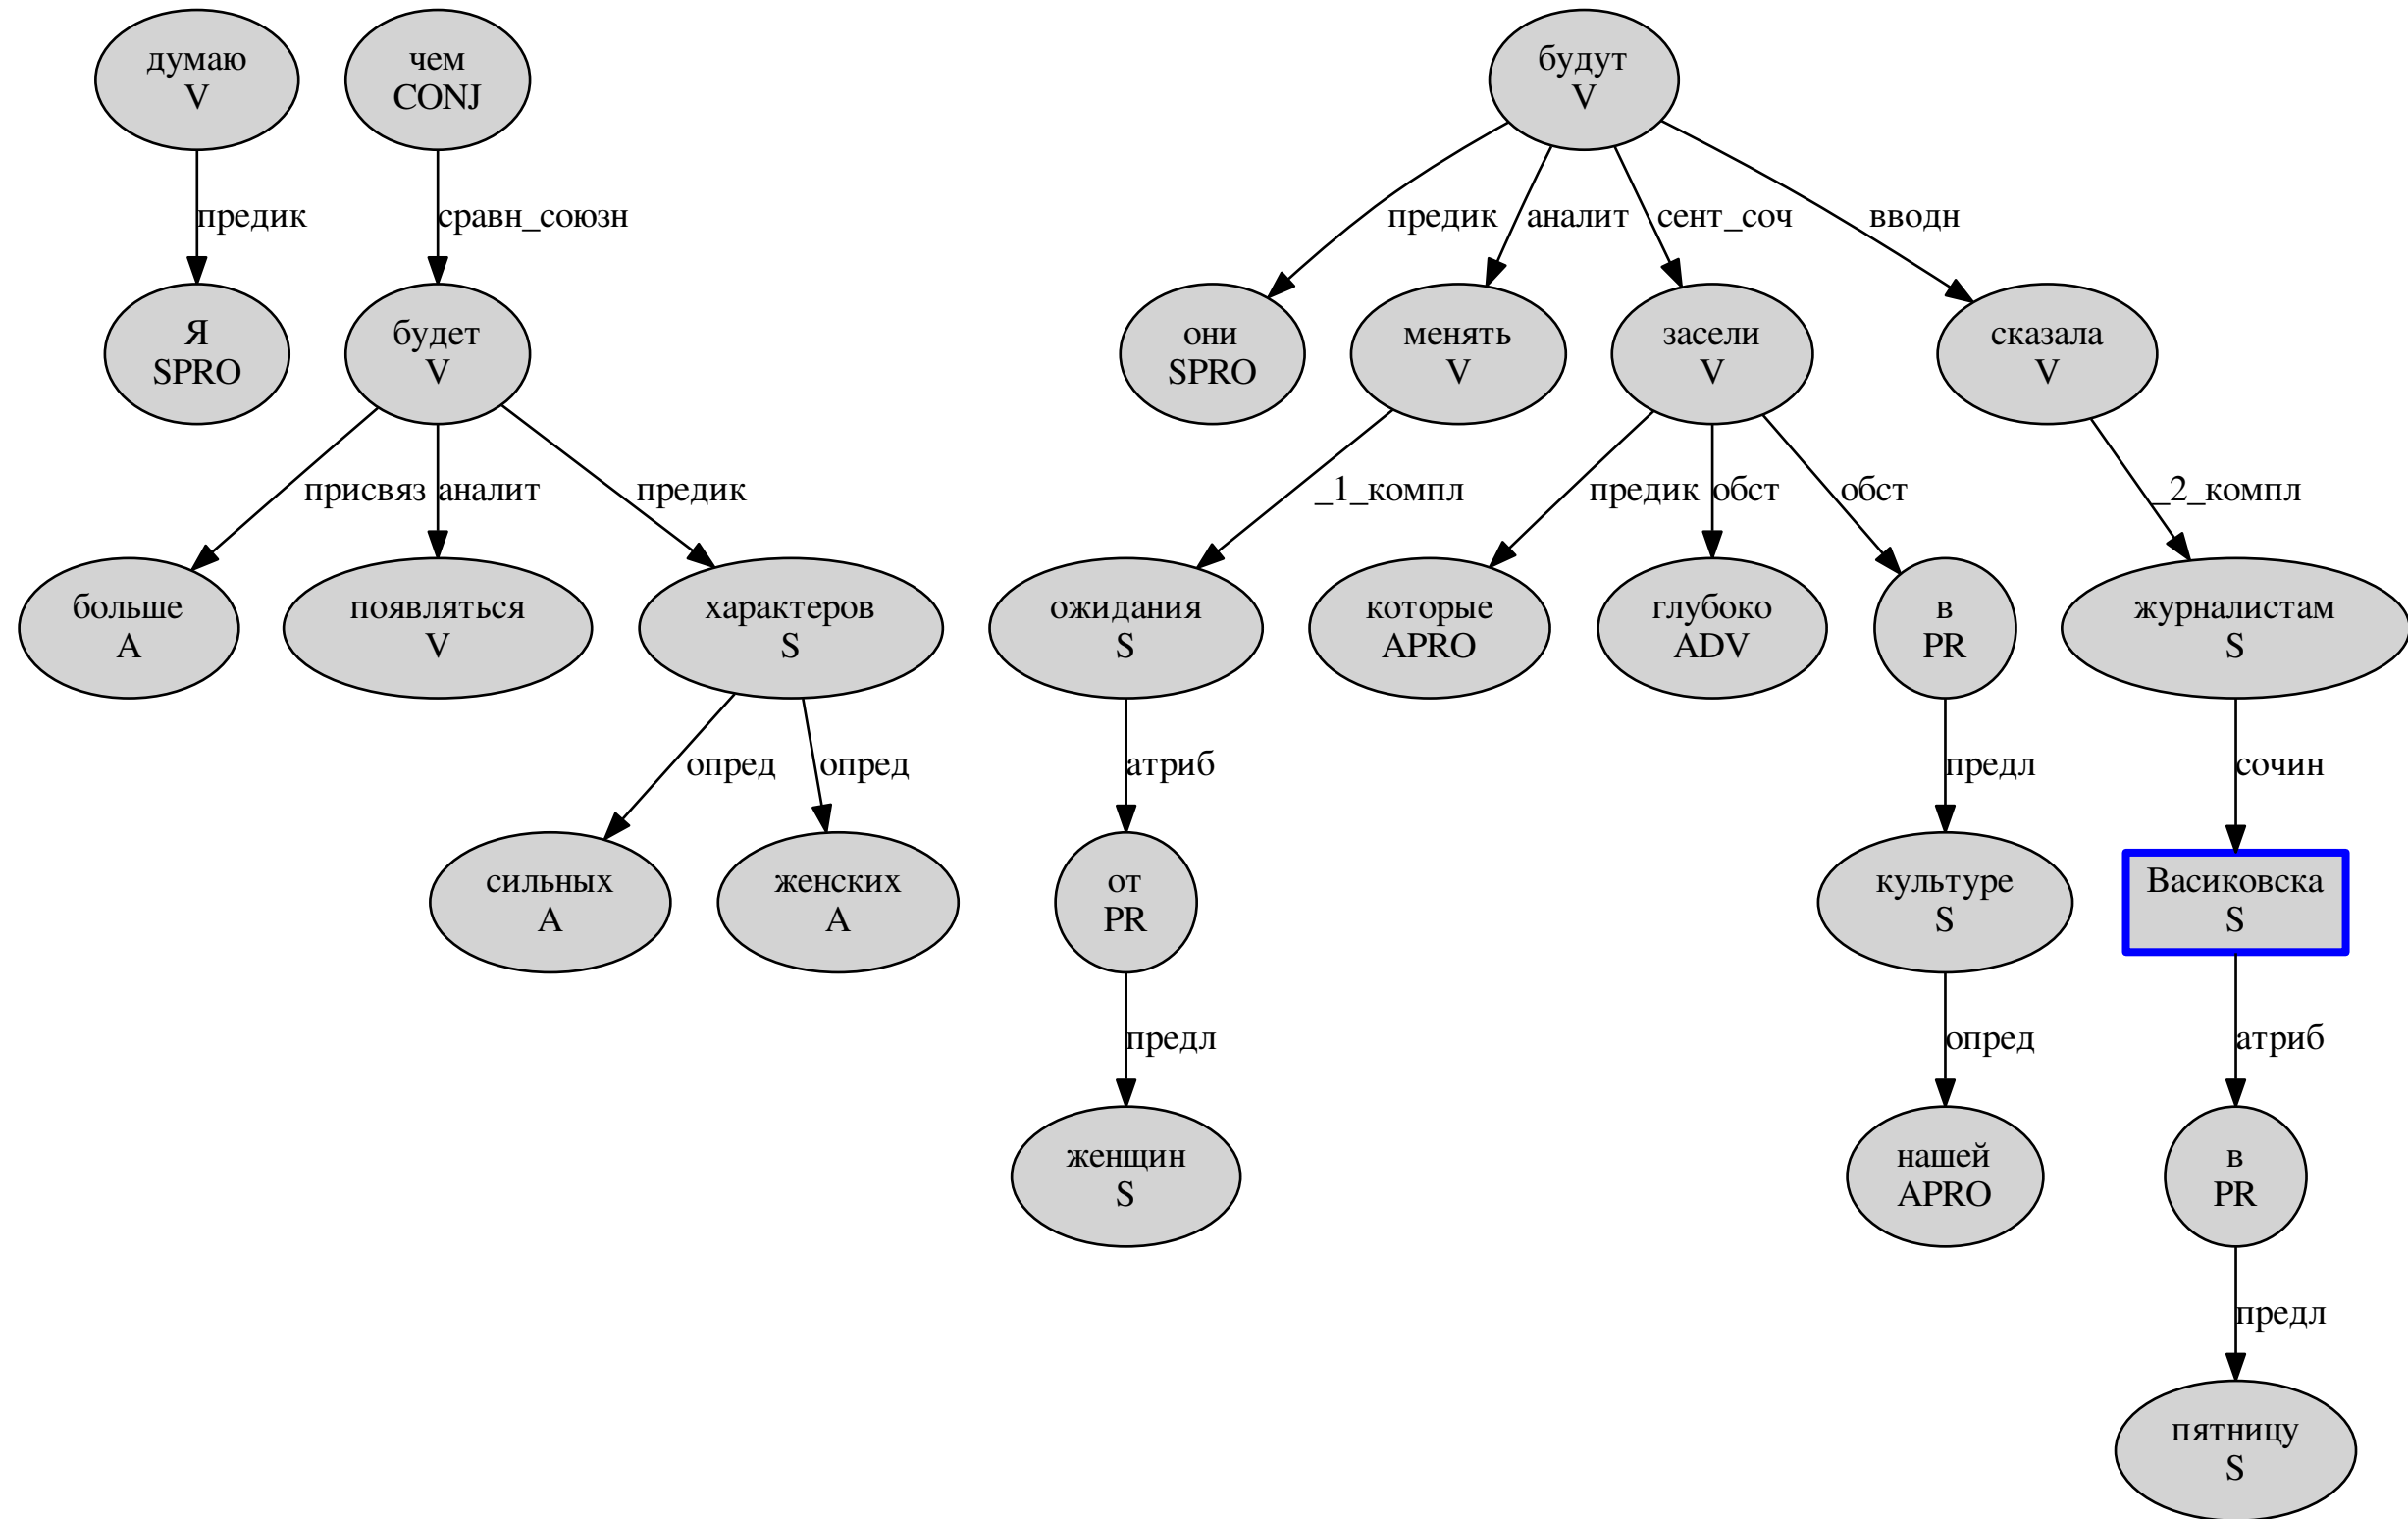 думаю
V
чем
CONJ
будут
V
предик
сравн_союзн
предик
аналит
сент_соч
вводн
Я
SPRO
будет
V
они
SPRO
менять
V
засели
V
сказала
V
присвяз
аналит
предик
_1_компл
предик
обст
обст
_2_компл
больше
A
появляться
V
характеров
S
ожидания
S
которые
APRO
глубоко
ADV
в
PR
журналистам
S
опред
опред
атриб
предл
сочин
сильных
A
женских
A
от
PR
культуре
S
Васиковска
S
предл
опред
атриб
женщин
S
нашей
APRO
в
PR
предл
пятницу
S